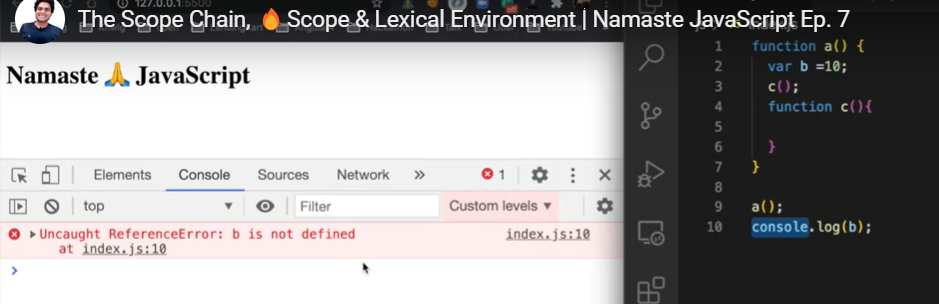 127.0.0.1:5500
The Scope Chain, 🔥Scope & Lexical Environment | Namaste JavaScript Ep. 7
Namaste 🙏 JavaScript
Elements Console Sources Network » 1
top Filter Custom levels ▼
Uncaught ReferenceError: b is not defined index.js:10
at index.js:10
>
1 function a() {
2 var b =10;
3 c();
4 function c(){
5
6 }
7 }
8
9 a();
10 console.log(b);